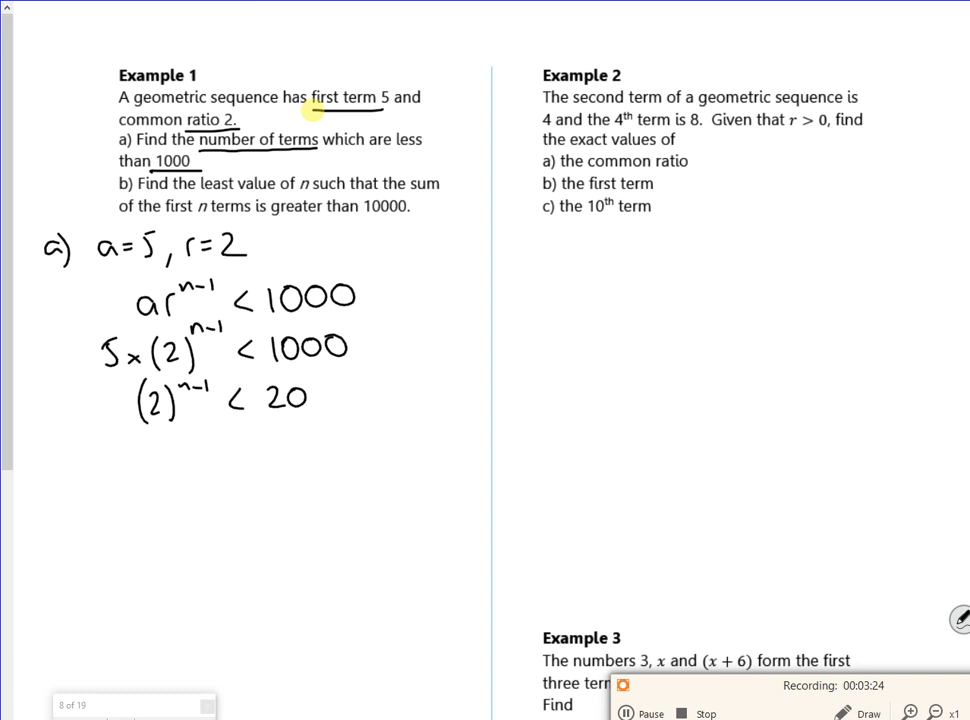 Example 1
A geometric sequence has first term 5 and
common ratio 2.
a) Find the number of terms which are less
than 1000
b) Find the least value of n such that the sum
of the first n terms is greater than 10000.
a) a = 5, r = 2
ar^{n-1} < 1000
5 × (2)^{n-1} < 1000
(2)^{n-1} < 20
Example 2
The second term of a geometric sequence is
4 and the 4th term is 8. Given that r > 0, find
the exact values of
a) the common ratio
b) the first term
c) the 10th term
Example 3
The numbers 3, x and (x + 6) form the first
three
Find
8 of 19
Recording: 00:03:24
Pause Stop Draw x1